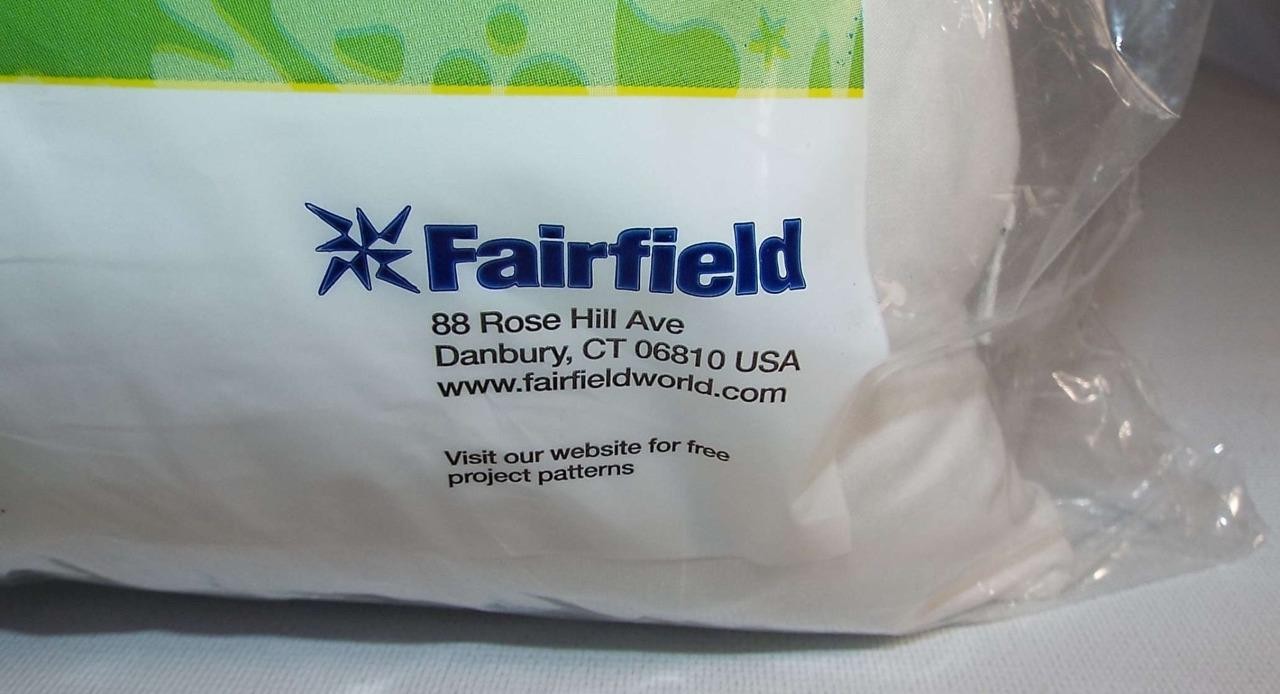 Fairfield
88 Rose Hill Ave
Danbury, CT 06810 USA
www.fairfieldworld.com
Visit our website for free
project patterns